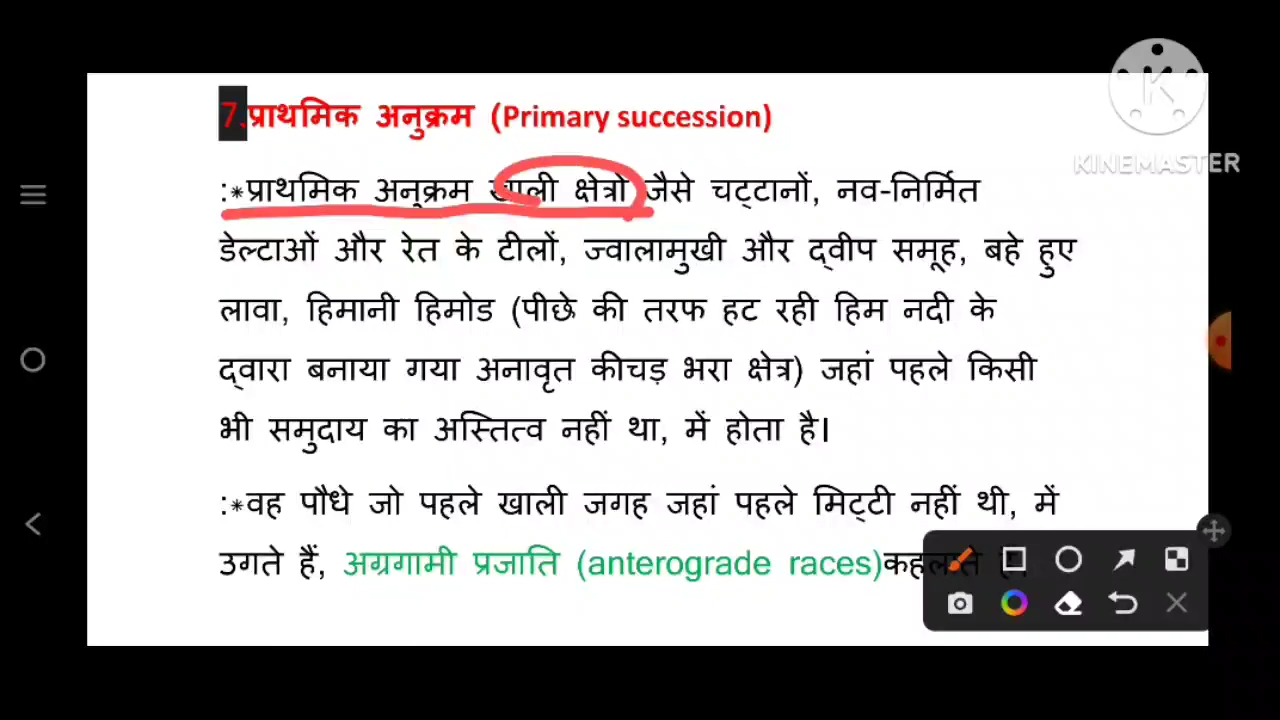 KINEMASTER
7.प्राथमिक अनुक्रम (Primary succession)
:*प्राथमिक अनुक्रम खाली क्षेत्रो जैसे चट्टानों, नव-निर्मित
डेल्टाओं और रेत के टीलों, ज्वालामुखी और द्वीप समूह, बहे हुए
लावा, हिमानी हिमोड (पीछे की तरफ हट रही हिम नदी के
द्वारा बनाया गया अनावृत कीचड़ भरा क्षेत्र) जहां पहले किसी
भी समुदाय का अस्तित्व नहीं था, में होता है।
:*वह पौधे जो पहले खाली जगह जहां पहले मिट्टी नहीं थी, में
उगते हैं, अग्रगामी प्रजाति (anterograde races)